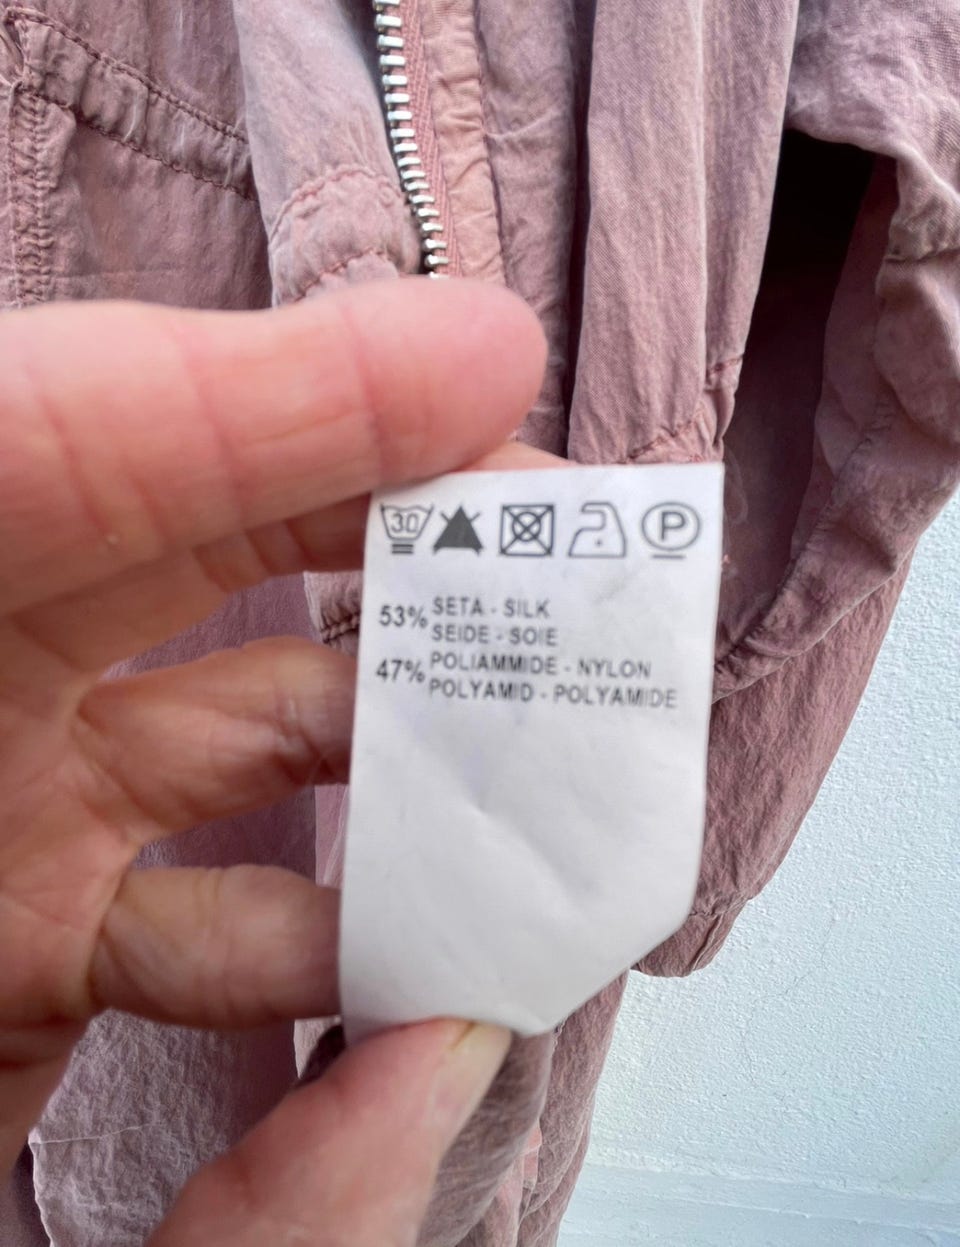 30 P
53% SETA - SILK
SEIDE - SOIE
47% POLIAMMIDE - NYLON
POLYAMID - POLYAMIDE